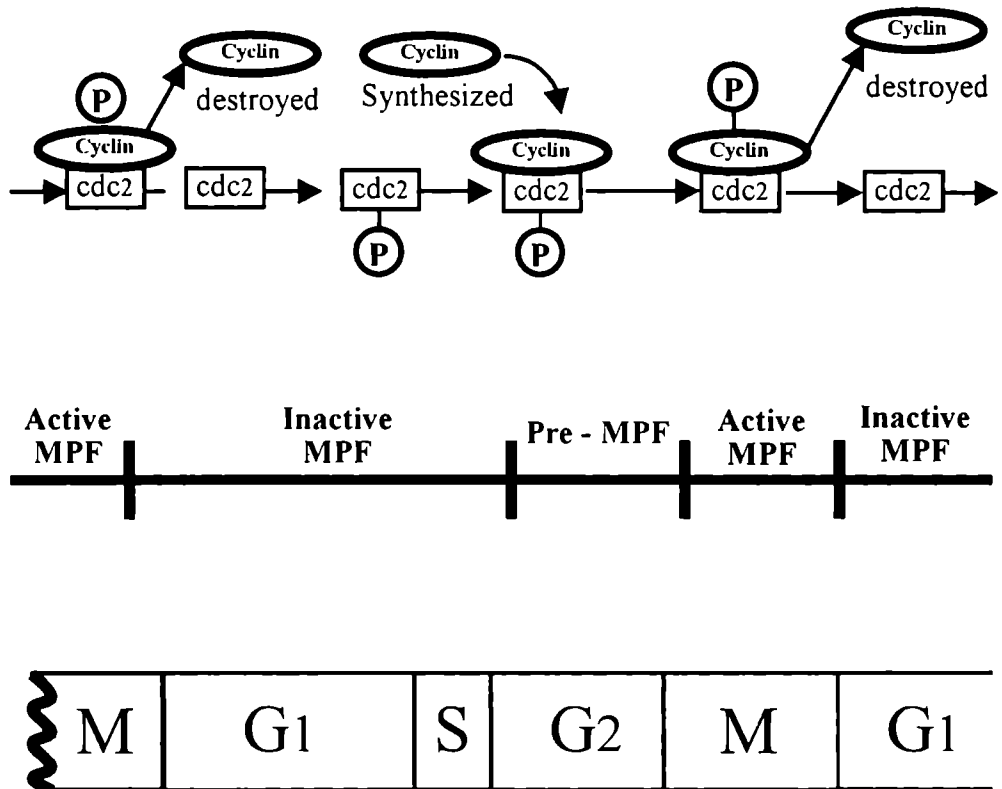 Cyclin
Cyclin
Cyclin
destroyed
Synthesized
destroyed
P
P
Cyclin
Cyclin
Cyclin
cdc2
cdc2
cdc2
cdc2
cdc2
cdc2
P
P
Active
MPF
Inactive
MPF
Pre - MPF
Active
MPF
Inactive
MPF
M
G1
S
G2
M
G1